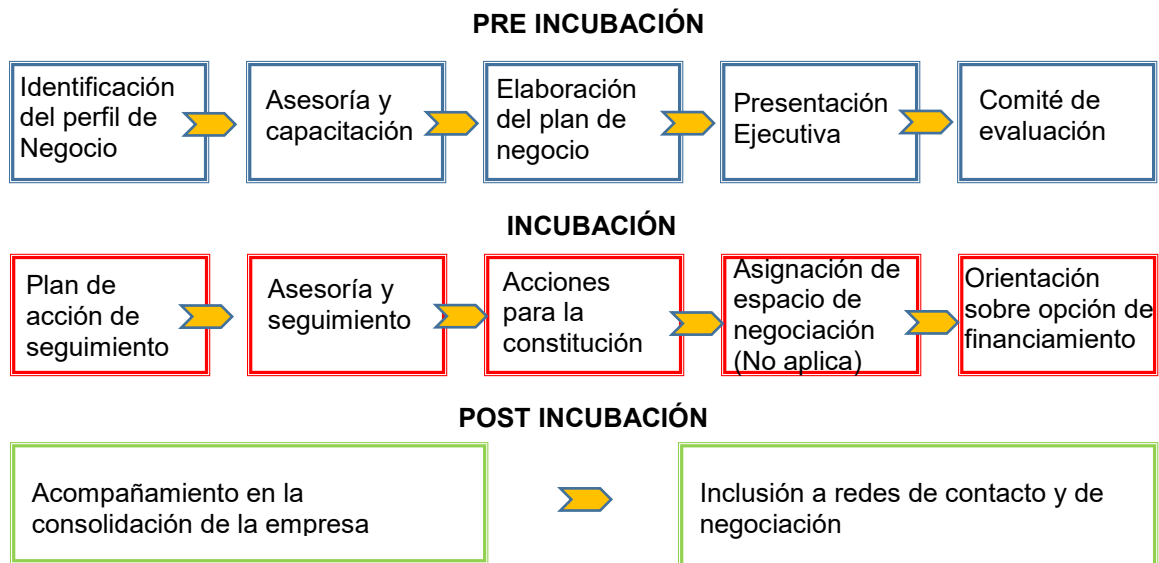 PRE INCUBACIÓN
Identificación
del perfil de
Negocio
Asesoría y
capacitación
Elaboración
del plan de
negocio
Presentación
Ejecutiva
Comité de
evaluación
INCUBACIÓN
Plan de
acción de
seguimiento
Asesoría y
seguimiento
Acciones
para la
constitución
Asignación de
espacio de
negociación
(No aplica)
Orientación
sobre opción de
financiamiento
POST INCUBACIÓN
Acompañamiento en la
consolidación de la empresa
Inclusión a redes de contacto y de
negociación